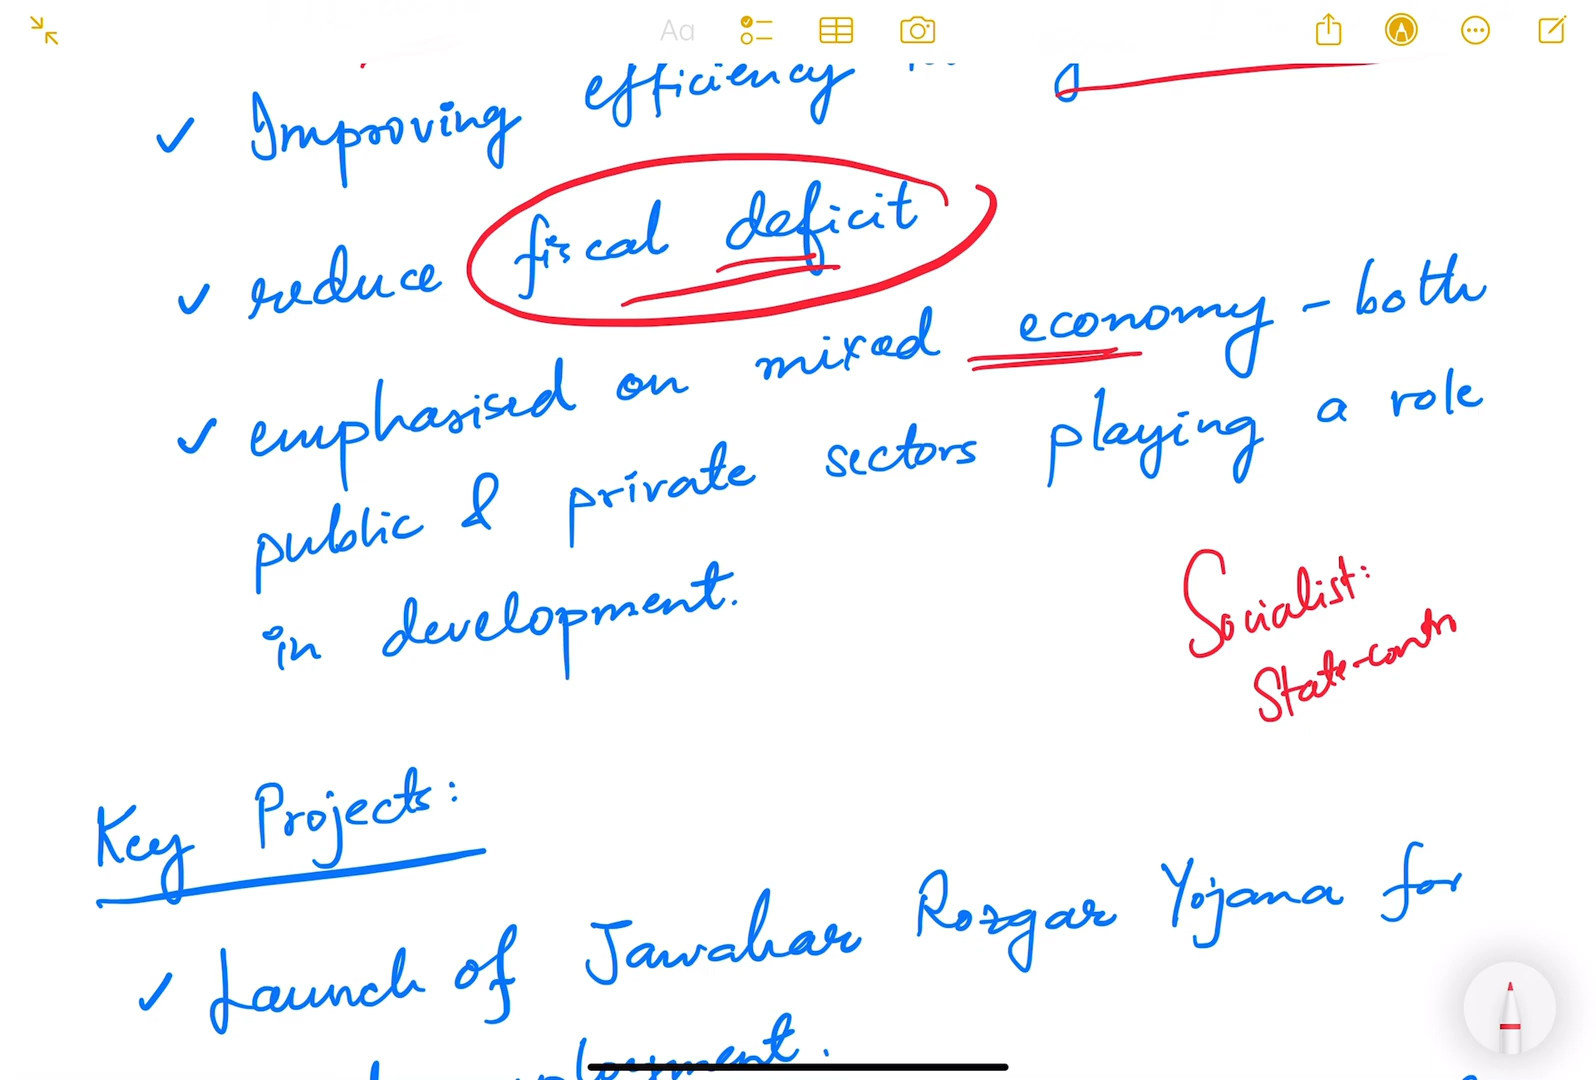 Aa
✓ Improving efficiency
✓ reduce fiscal deficit
✓ emphasised on mixed economy - both
public & private sectors playing a role
in development.
Socialist:
State-contr
Key Projects:
✓ Launch of Jawahar Rozgar Yojana for